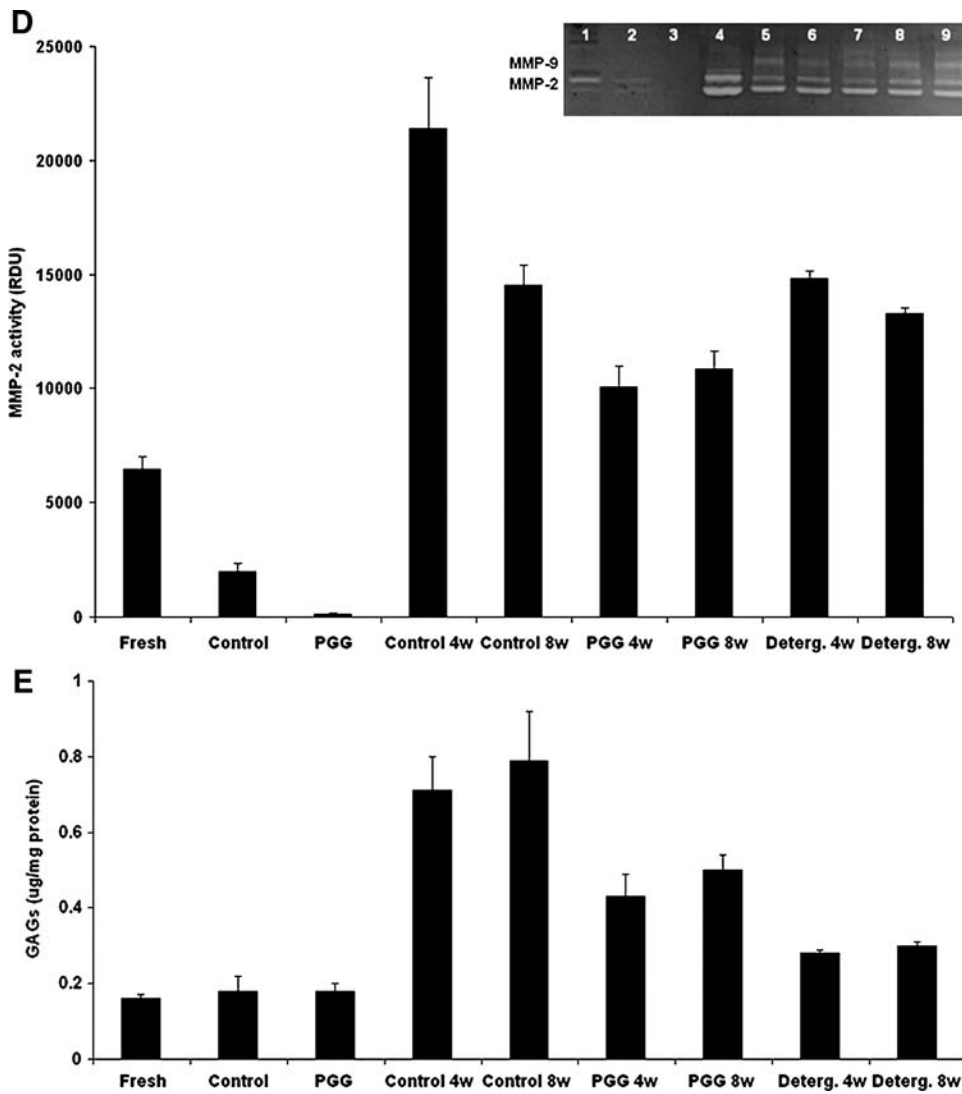 D
1 2 3 4 5 6 7 8 9
MMP-9
MMP-2
25000
20000
15000
10000
5000
0
MMP-2 activity (RDU)
Fresh Control PGG Control 4w Control 8w PGG 4w PGG 8w Deterg. 4w Deterg. 8w
E
1
0.8
0.6
0.4
0.2
0
GAGs (ug/mg protein)
Fresh Control PGG Control 4w Control 8w PGG 4w PGG 8w Deterg. 4w Deterg. 8w